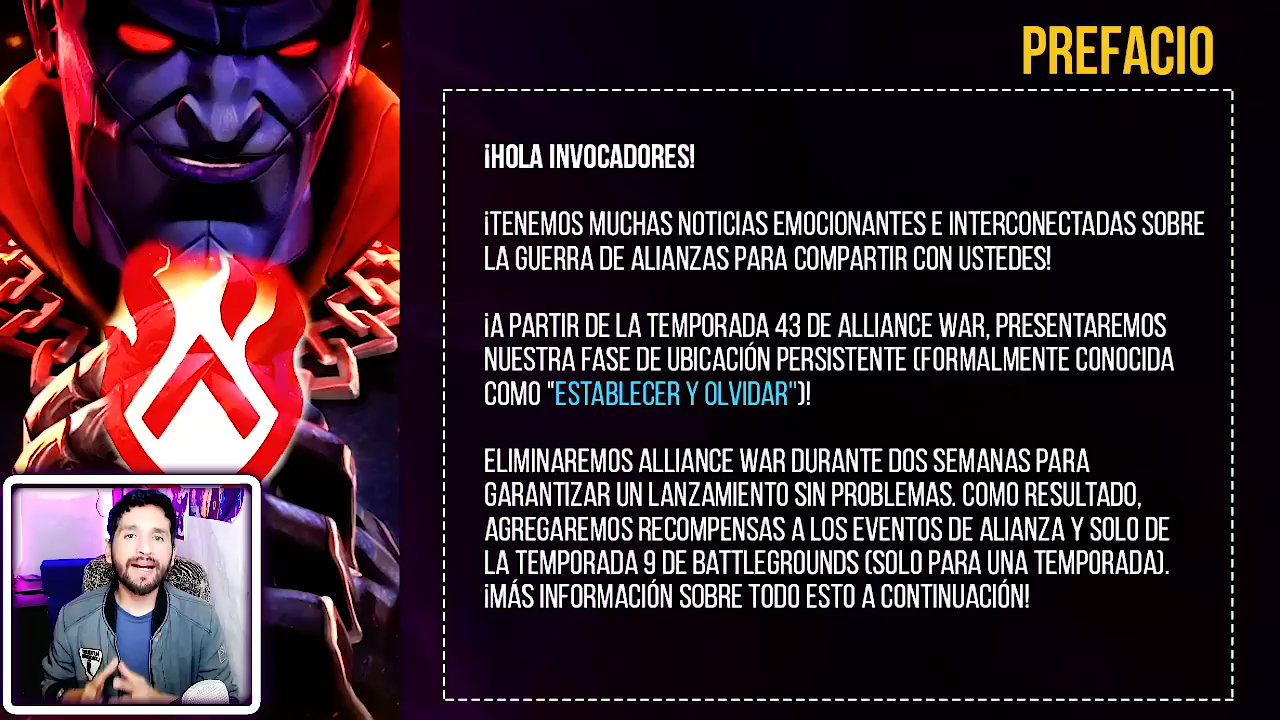 PREFACIO
¡HOLA INVOCADORES!
¡TENEMOS MUCHAS NOTICIAS EMOCIONANTES E INTERCONECTADAS SOBRE
LA GUERRA DE ALIANZAS PARA COMPARTIR CON USTEDES!
¡A PARTIR DE LA TEMPORADA 43 DE ALLIANCE WAR, PRESENTAREMOS
NUESTRA FASE DE UBICACIÓN PERSISTENTE (FORMALMENTE CONOCIDA
COMO "ESTABLECER Y OLVIDAR")!
ELIMINAREMOS ALLIANCE WAR DURANTE DOS SEMANAS PARA
GARANTIZAR UN LANZAMIENTO SIN PROBLEMAS. COMO RESULTADO,
AGREGAREMOS RECOMPENSAS A LOS EVENTOS DE ALIANZA Y SOLO DE
LA TEMPORADA 9 DE BATTLEGROUNDS (SOLO PARA UNA TEMPORADA).
¡MÁS INFORMACIÓN SOBRE TODO ESTO A CONTINUACIÓN!